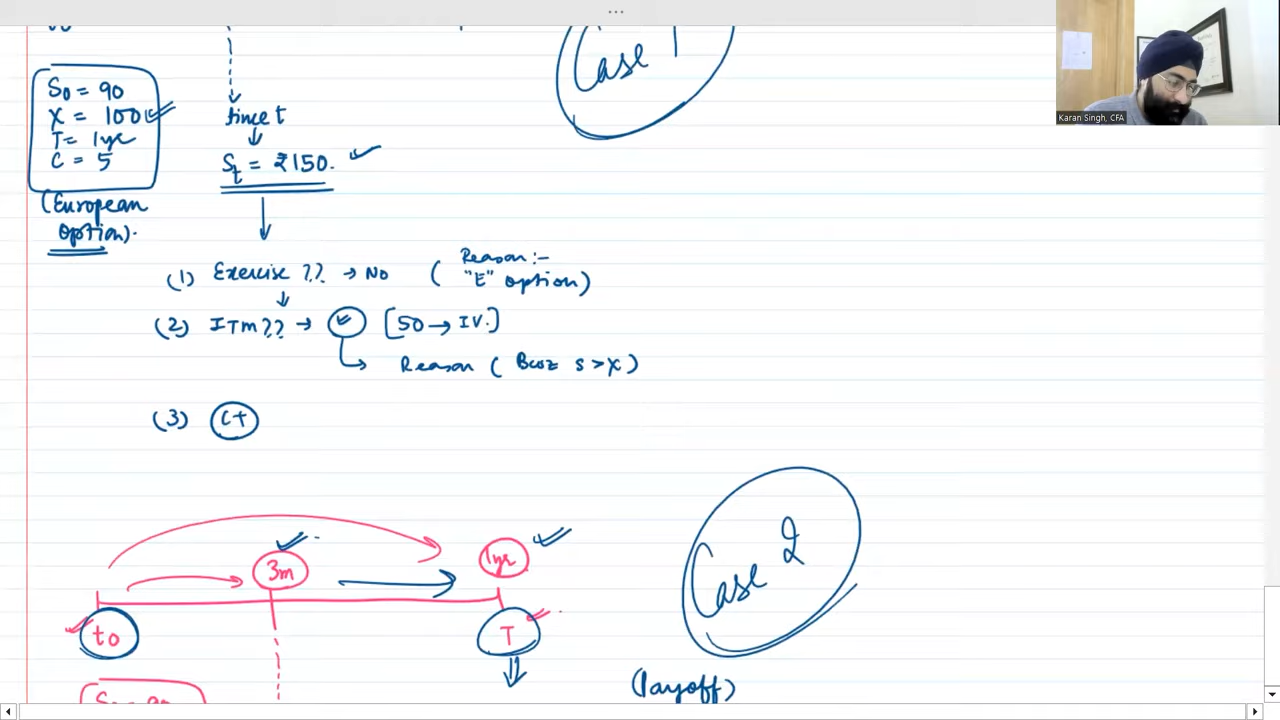 Case 1
Karan Singh, CFA
S0 = 90
X = 100
T = 1yr
C = 5
(European
option).
time t
St = ₹150.
(1) Exercise ?? → No ( Reason :-
"E" option)
(2) ITM ?? → ✓ [50 → IV.]
Reason ( Bcoz S > X )
(3) Ct
3m
1yr
t0
T
Case 2
(payoff)